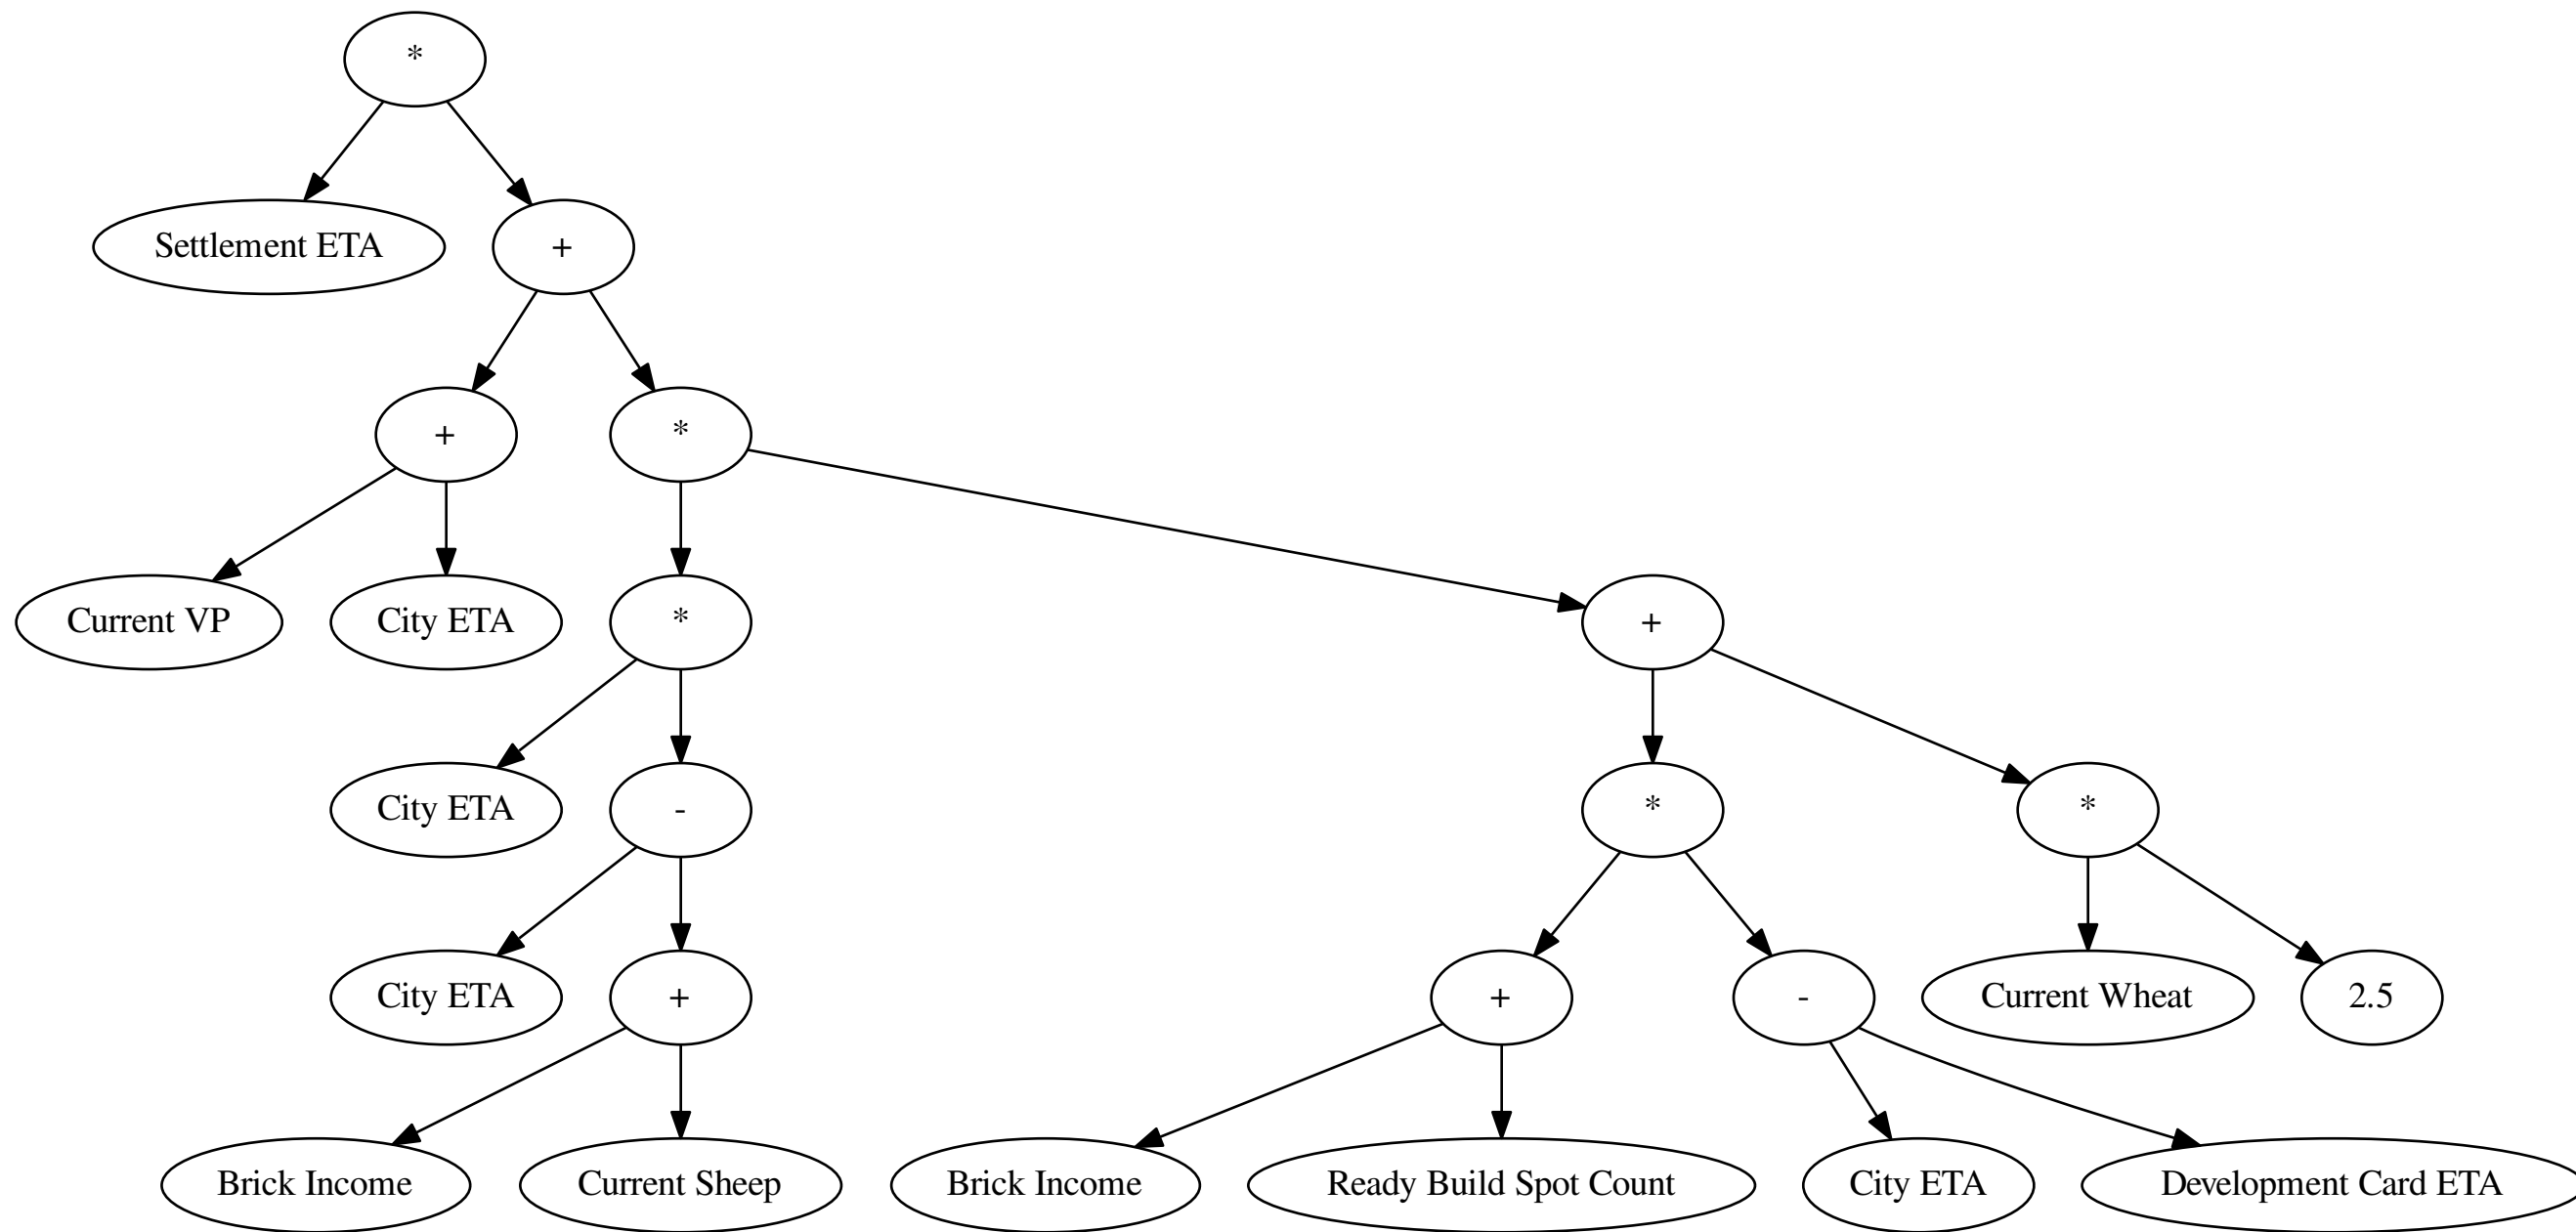 *
Settlement ETA
+
+
*
Current VP
City ETA
*
+
City ETA
-
*
*
City ETA
+
+
-
Current Wheat
2.5
Brick Income
Current Sheep
Brick Income
Ready Build Spot Count
City ETA
Development Card ETA